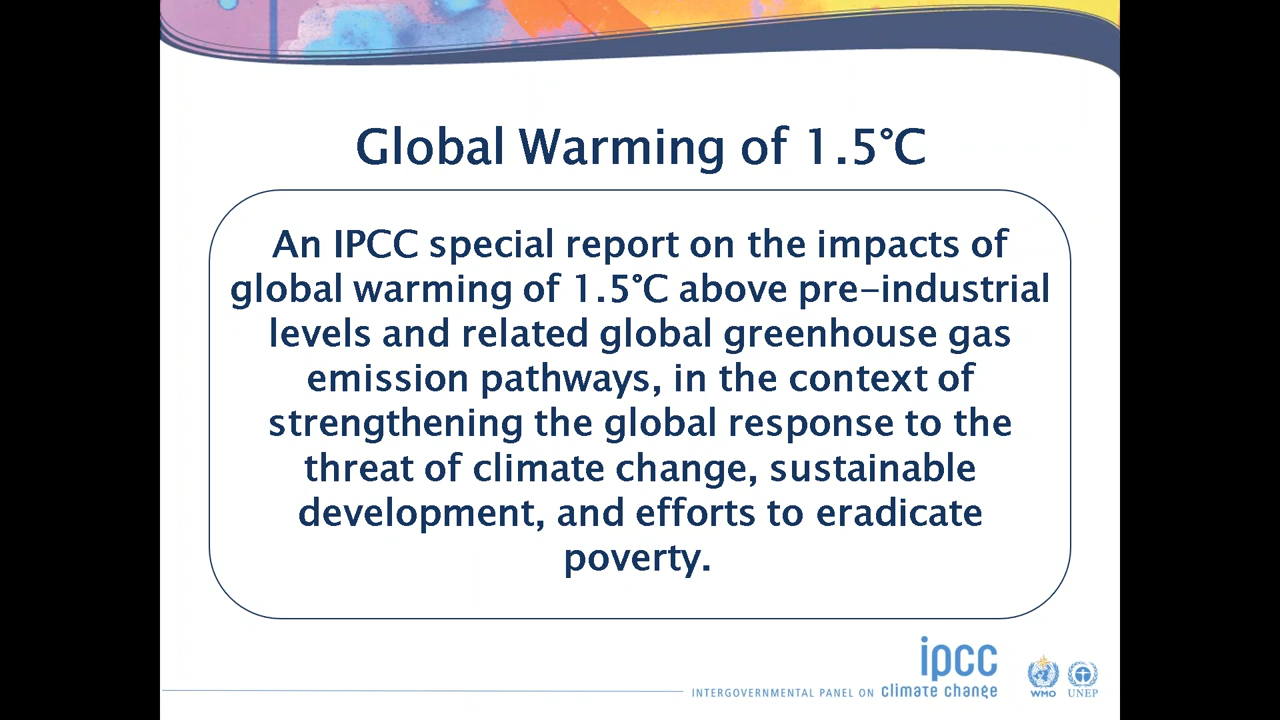 Global Warming of 1.5°C
An IPCC special report on the impacts of
global warming of 1.5°C above pre-industrial
levels and related global greenhouse gas
emission pathways, in the context of
strengthening the global response to the
threat of climate change, sustainable
development, and efforts to eradicate
poverty.
ipcc
INTERGOVERNMENTAL PANEL ON climate change
WMO
UNEP